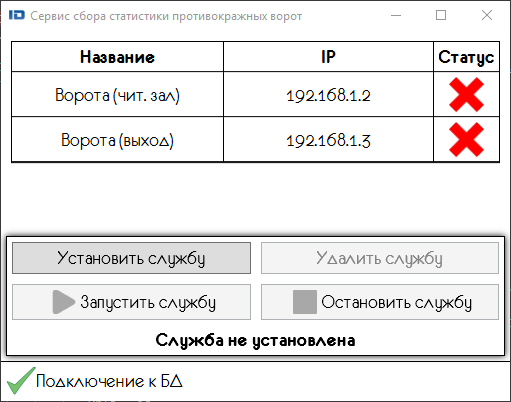 ID Сервис сбора статистики противокражных ворот
Название IP Статус
Ворота (чит. зал) 192.168.1.2
Ворота (выход) 192.168.1.3
Установить службу Удалить службу
Запустить службу Остановить службу
Служба не установлена
Подключение к БД